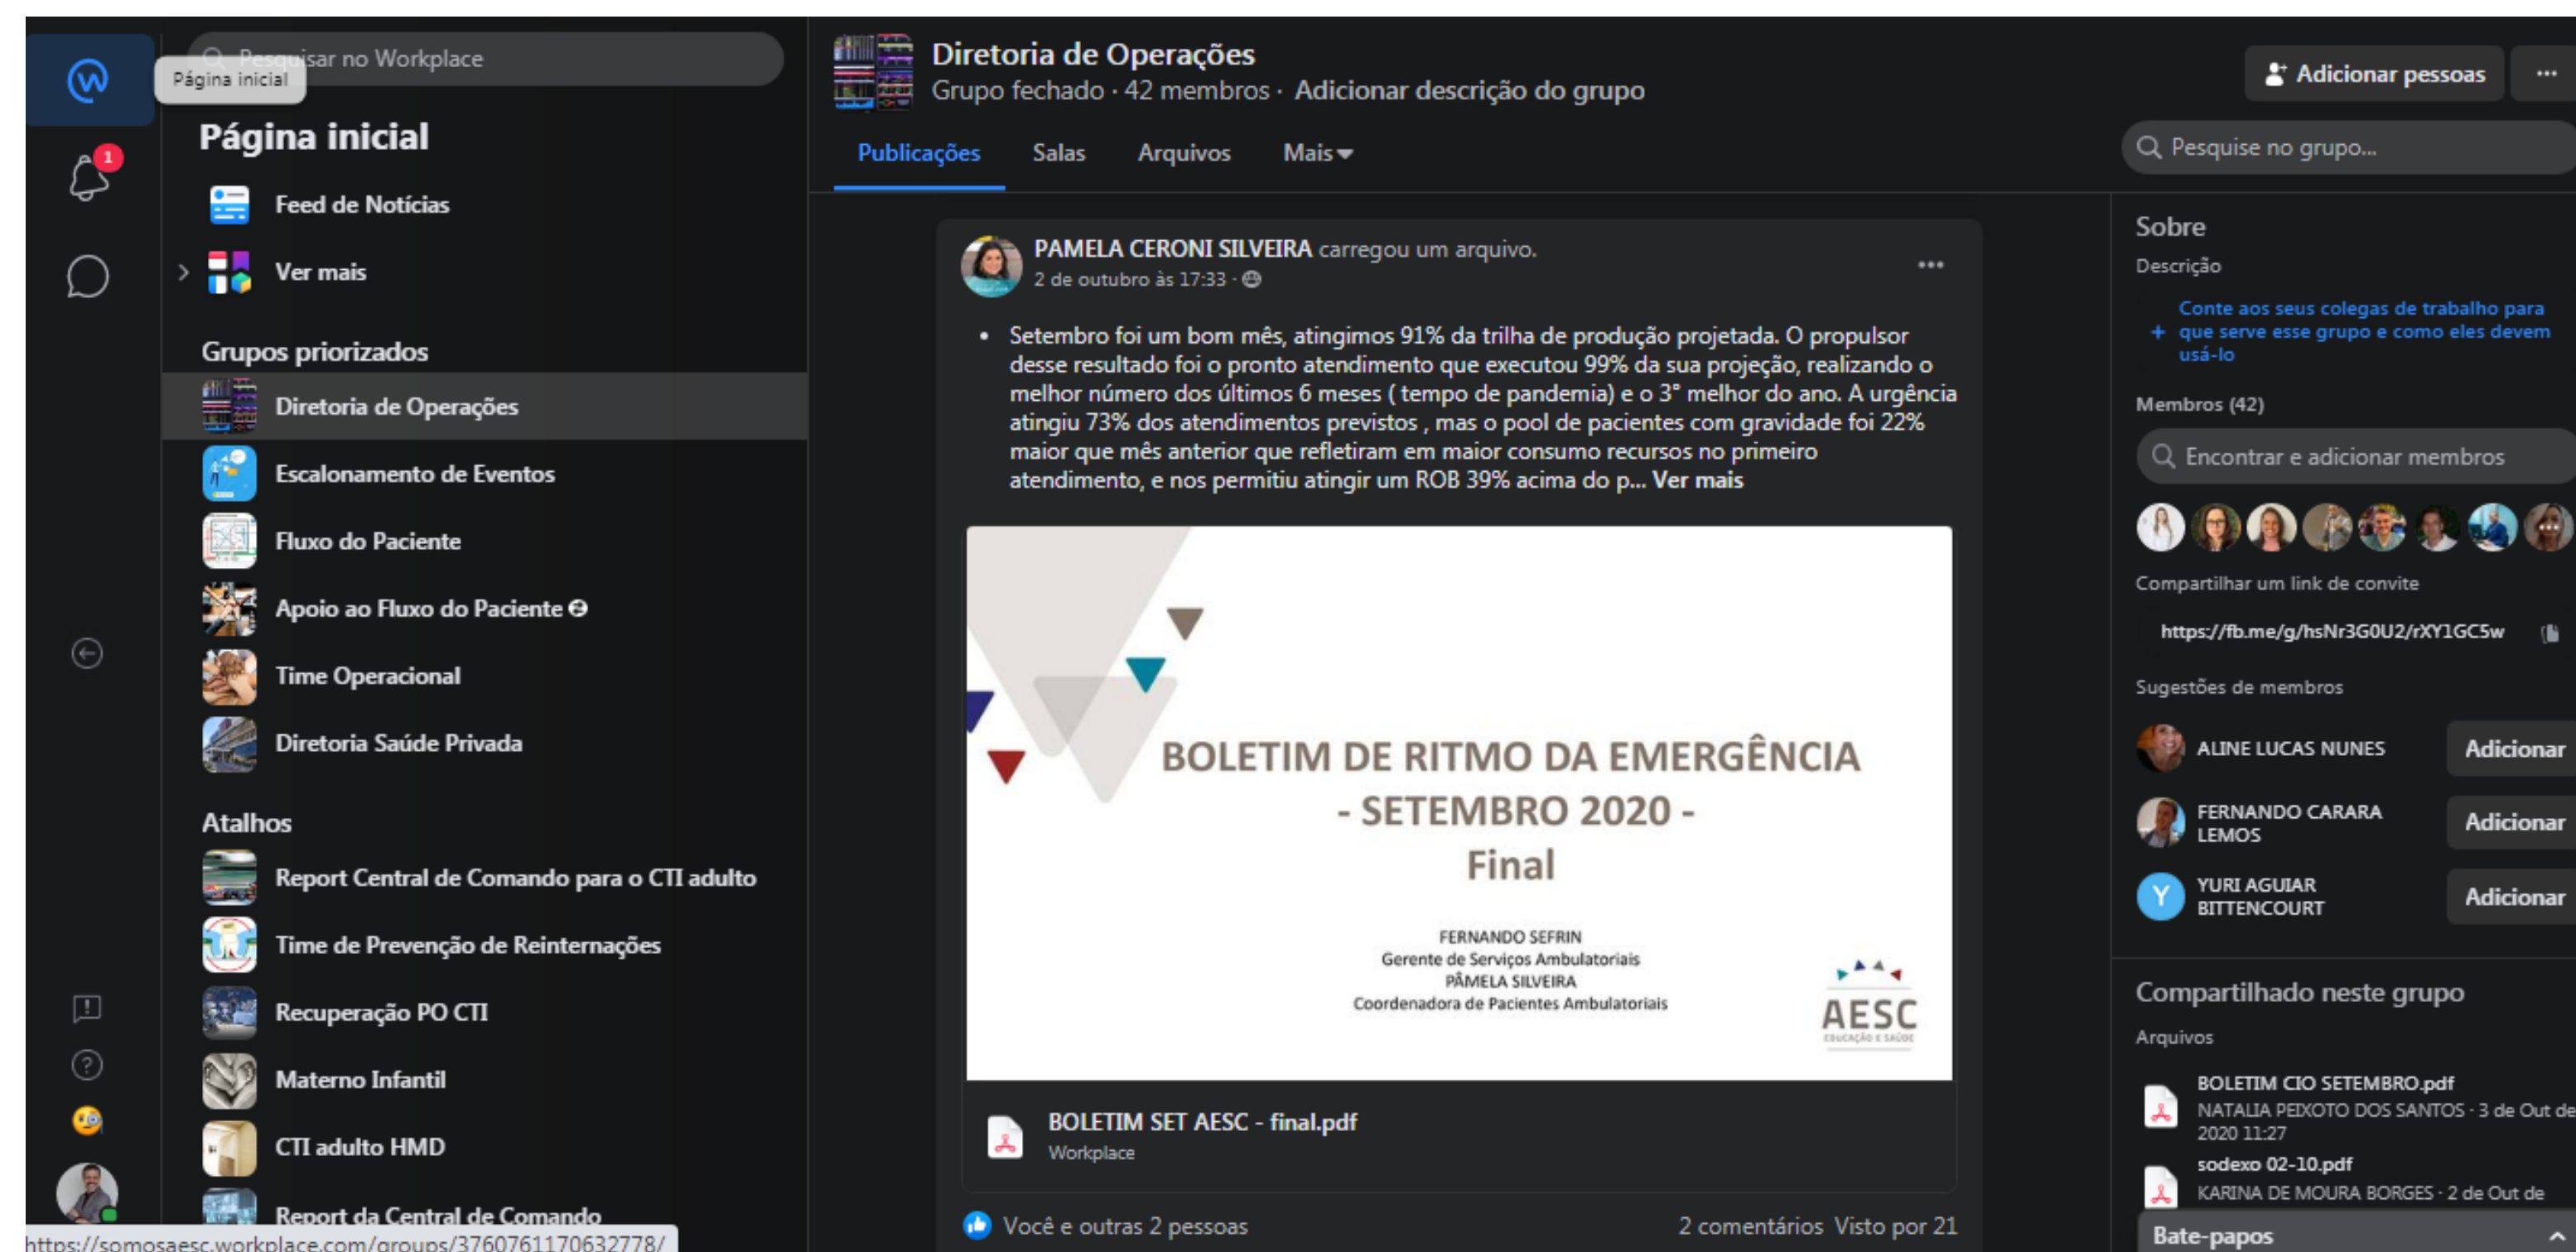 Pesquisar no Workplace
Página inicial
1
Página inicial
Feed de Notícias
Ver mais
Grupos priorizados
Diretoria de Operações
Escalonamento de Eventos
Fluxo do Paciente
Apoio ao Fluxo do Paciente
Time Operacional
Diretoria Saúde Privada
Atalhos
Report Central de Comando para o CTI adulto
Time de Prevenção de Reinternações
Recuperação PO CTI
Materno Infantil
CTI adulto HMD
Report da Central de Comando
https://somosaesc.workplace.com/groups/3760761170632778/
Diretoria de Operações
Grupo fechado · 42 membros · Adicionar descrição do grupo
Adicionar pessoas
Publicações Salas Arquivos Mais
Pesquise no grupo...
PAMELA CERONI SILVEIRA carregou um arquivo.
2 de outubro às 17:33 ·
• Setembro foi um bom mês, atingimos 91% da trilha de produção projetada. O propulsor
desse resultado foi o pronto atendimento que executou 99% da sua projeção, realizando o
melhor número dos últimos 6 meses ( tempo de pandemia) e o 3° melhor do ano. A urgência
atingiu 73% dos atendimentos previstos , mas o pool de pacientes com gravidade foi 22%
maior que mês anterior que refletiram em maior consumo recursos no primeiro
atendimento, e nos permitiu atingir um ROB 39% acima do p... Ver mais
BOLETIM DE RITMO DA EMERGÊNCIA
- SETEMBRO 2020 -
Final
FERNANDO SEFRIN
Gerente de Serviços Ambulatoriais
PÂMELA SILVEIRA
Coordenadora de Pacientes Ambulatoriais
AESC
EDUCAÇÃO E SAÚDE
BOLETIM SET AESC - final.pdf
Workplace
Você e outras 2 pessoas
2 comentários Visto por 21
Sobre
Descrição
+ Conte aos seus colegas de trabalho para
que serve esse grupo e como eles devem
usá-lo
Membros (42)
Encontrar e adicionar membros
Compartilhar um link de convite
https://fb.me/g/hsNr3G0U2/rXY1GC5w
Sugestões de membros
ALINE LUCAS NUNES
Adicionar
FERNANDO CARARA
LEMOS
Adicionar
Y
YURI AGUIAR
BITTENCOURT
Adicionar
Compartilhado neste grupo
Arquivos
BOLETIM CIO SETEMBRO.pdf
NATALIA PEIXOTO DOS SANTOS · 3 de Out de
2020 11:27
sodexo 02-10.pdf
KARINA DE MOURA BORGES · 2 de Out de
Bate-papos